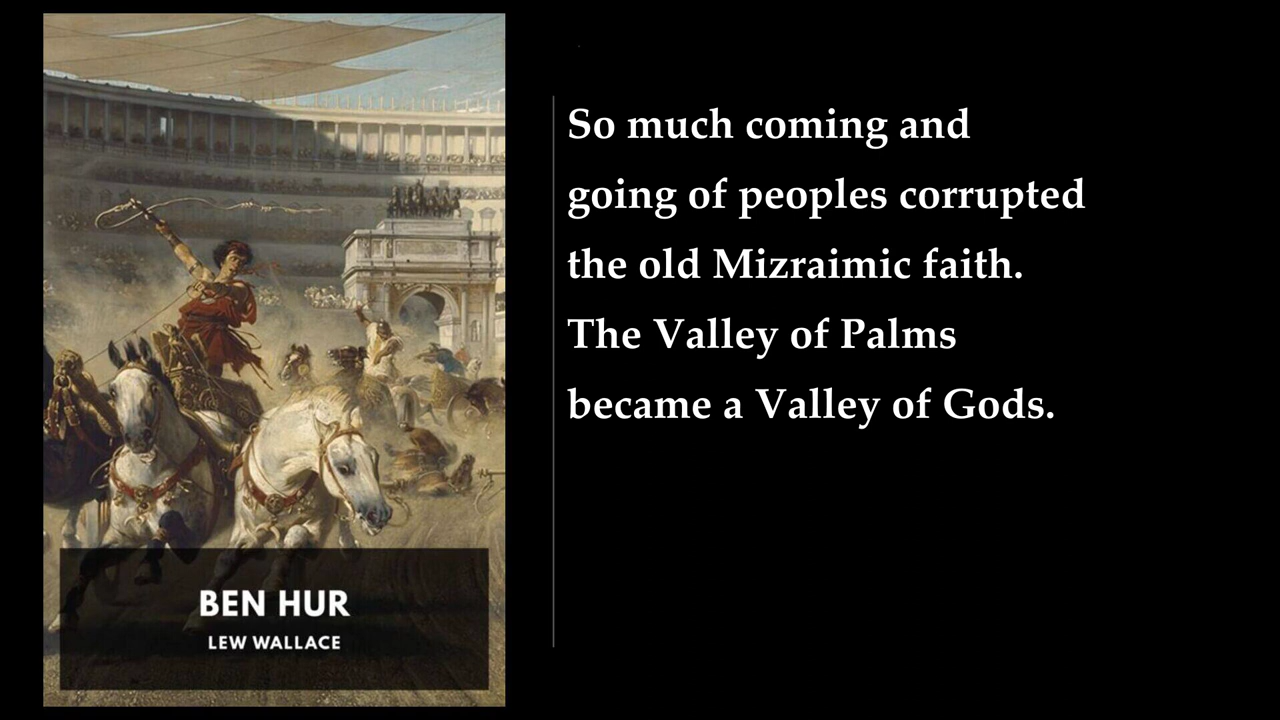 So much coming and
going of peoples corrupted
the old Mizraimic faith.
The Valley of Palms
became a Valley of Gods.
BEN HUR
LEW WALLACE